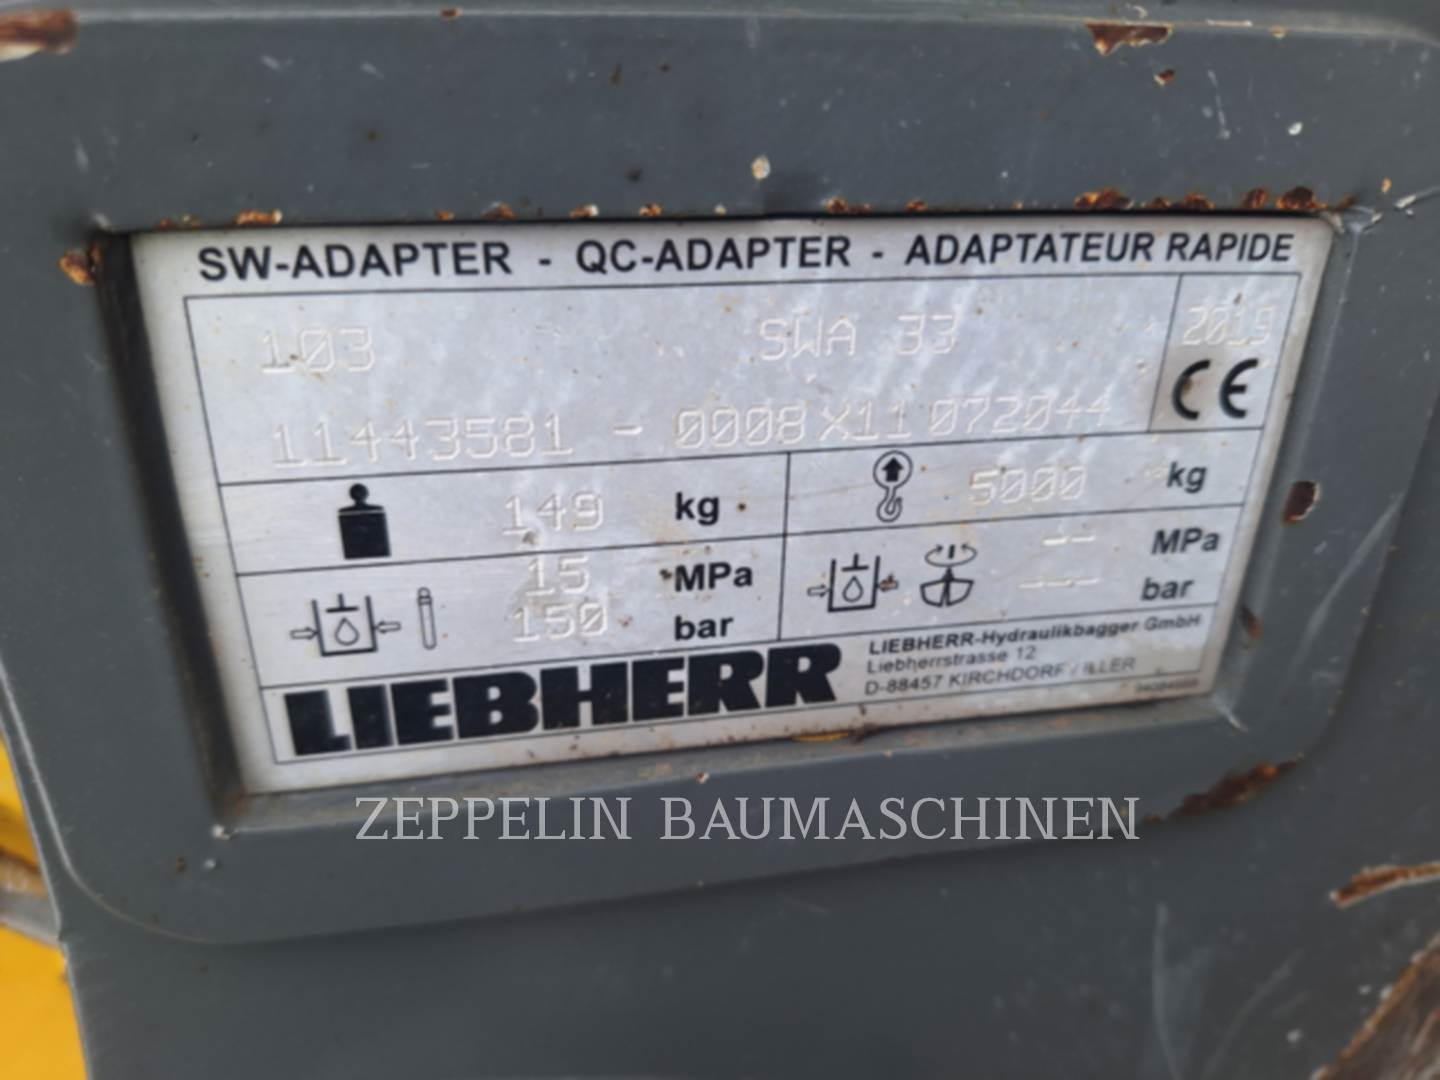 SW-ADAPTER - QC-ADAPTER - ADAPTATEUR RAPIDE
103 SWA 33 2019
CE
11443581 - 0008 X11 072044
149 kg 5000 kg
15 MPa -- MPa
150 bar --- bar
LIEBHERR
LIEBHERR-Hydraulikbagger GmbH
Liebherrstrasse 12
D-88457 KIRCHDORF / ILLER
ZEPPELIN BAUMASCHINEN